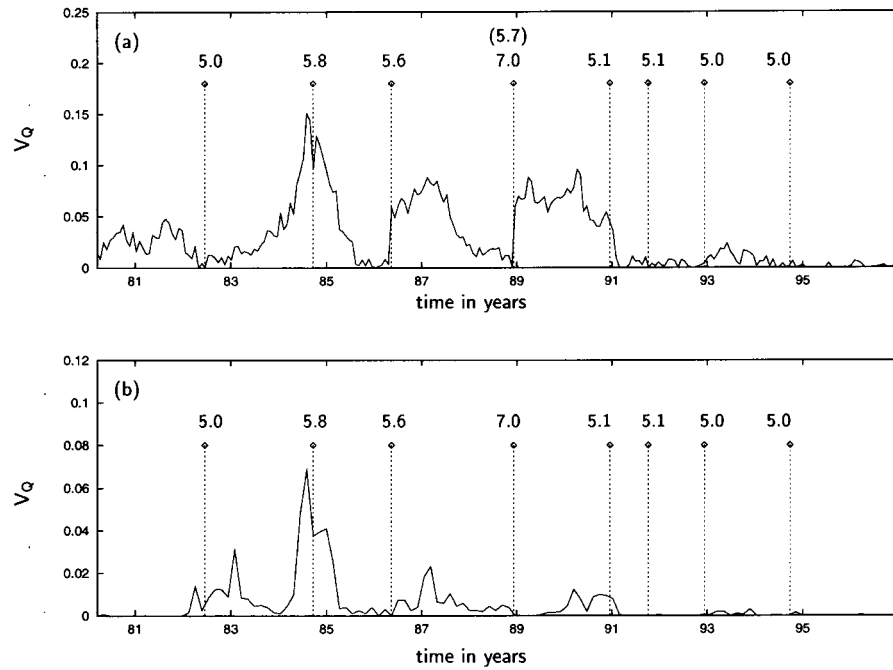 0.25
(a)
(5.7)
5.0 5.8 5.6 7.0 5.1 5.1 5.0 5.0
0.2
0.15
V_Q
0.1
0.05
0
81 83 85 87 89 91 93 95
time in years
0.12
(b)
0.1
5.0 5.8 5.6 7.0 5.1 5.1 5.0 5.0
0.08
0.06
V_Q
0.04
0.02
0
81 83 85 87 89 91 93 95
time in years